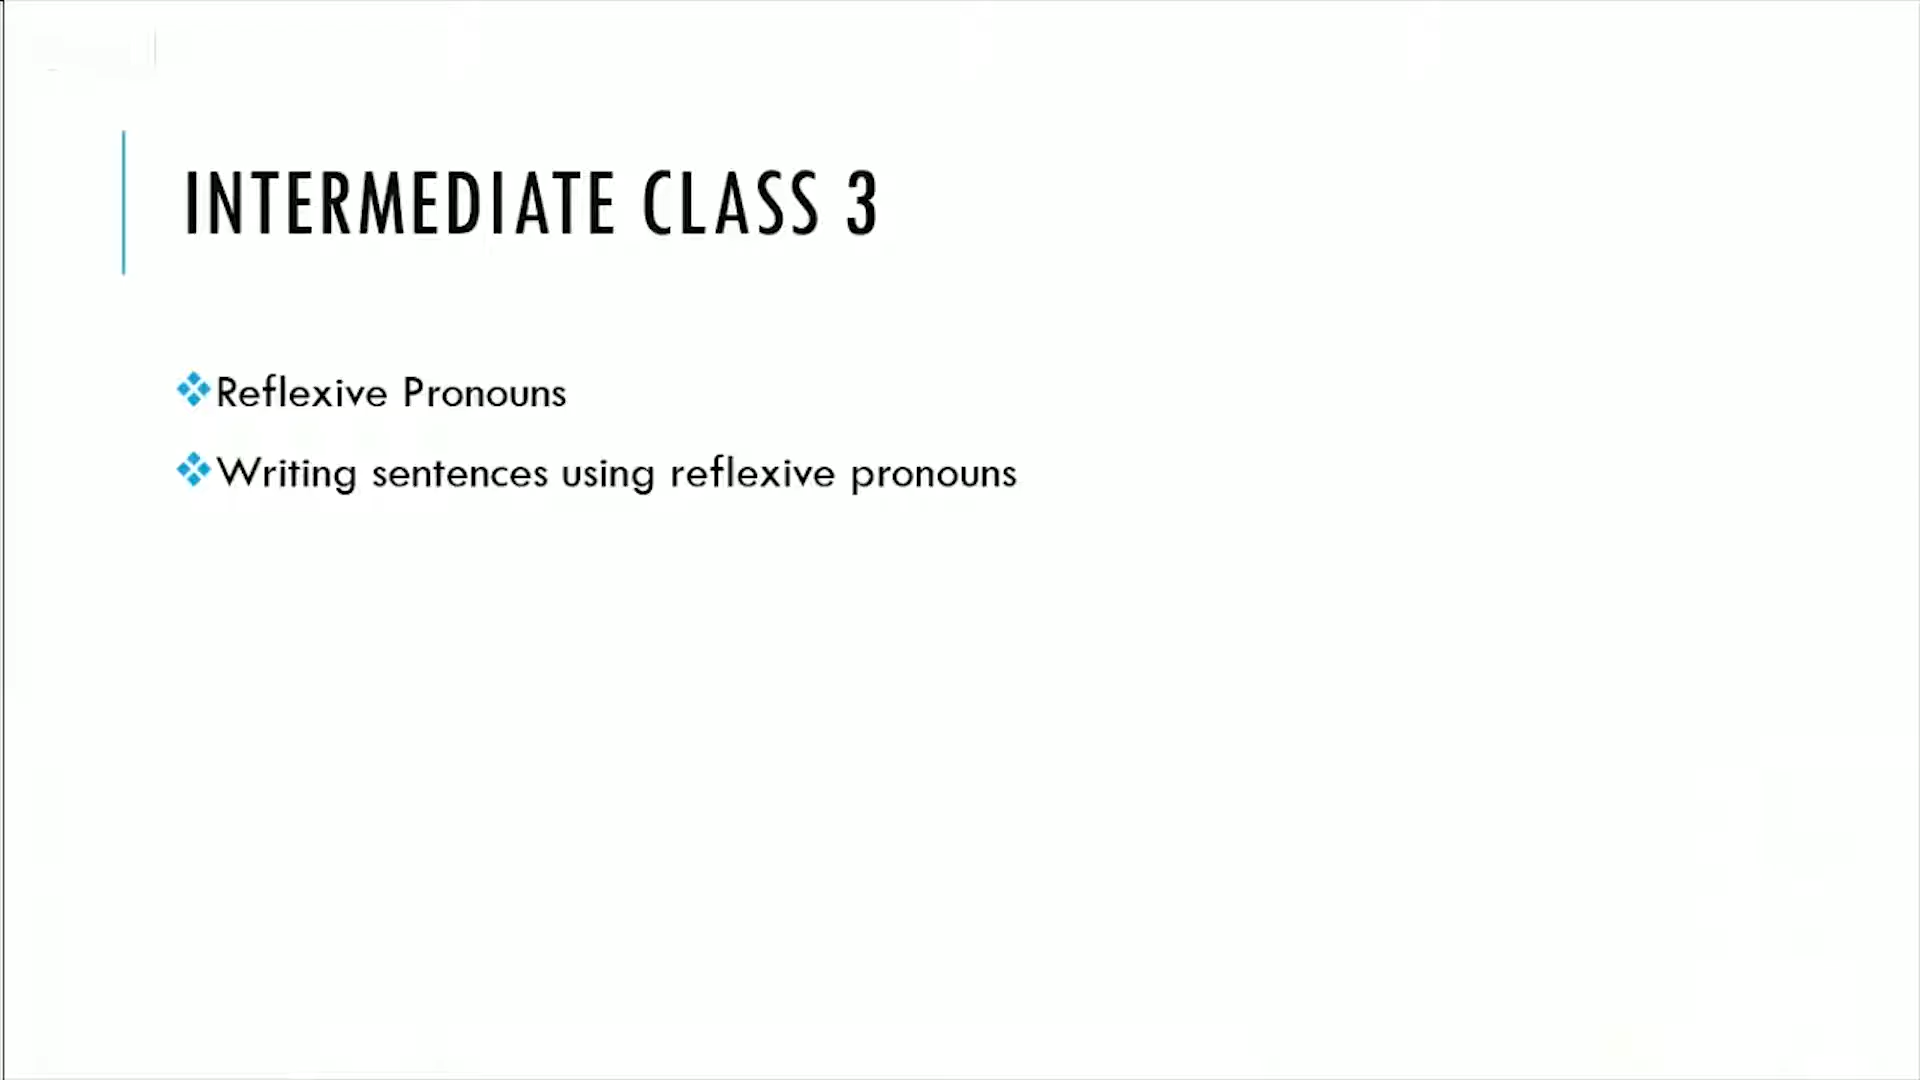 INTERMEDIATE CLASS 3
Reflexive Pronouns
Writing sentences using reflexive pronouns